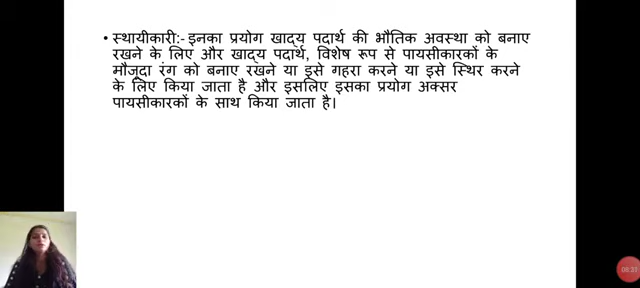 • स्थायीकारी:- इनका प्रयोग खाद्य पदार्थ की भौतिक अवस्था को बनाए
रखने के लिए और खाद्य पदार्थ, विशेष रूप से पायसीकारकों के
मौजूदा रंग को बनाए रखने या इसे गहरा करने या इसे स्थिर करने
के लिए किया जाता है और इसलिए इसका प्रयोग अक्सर
पायसीकारकों के साथ किया जाता है।